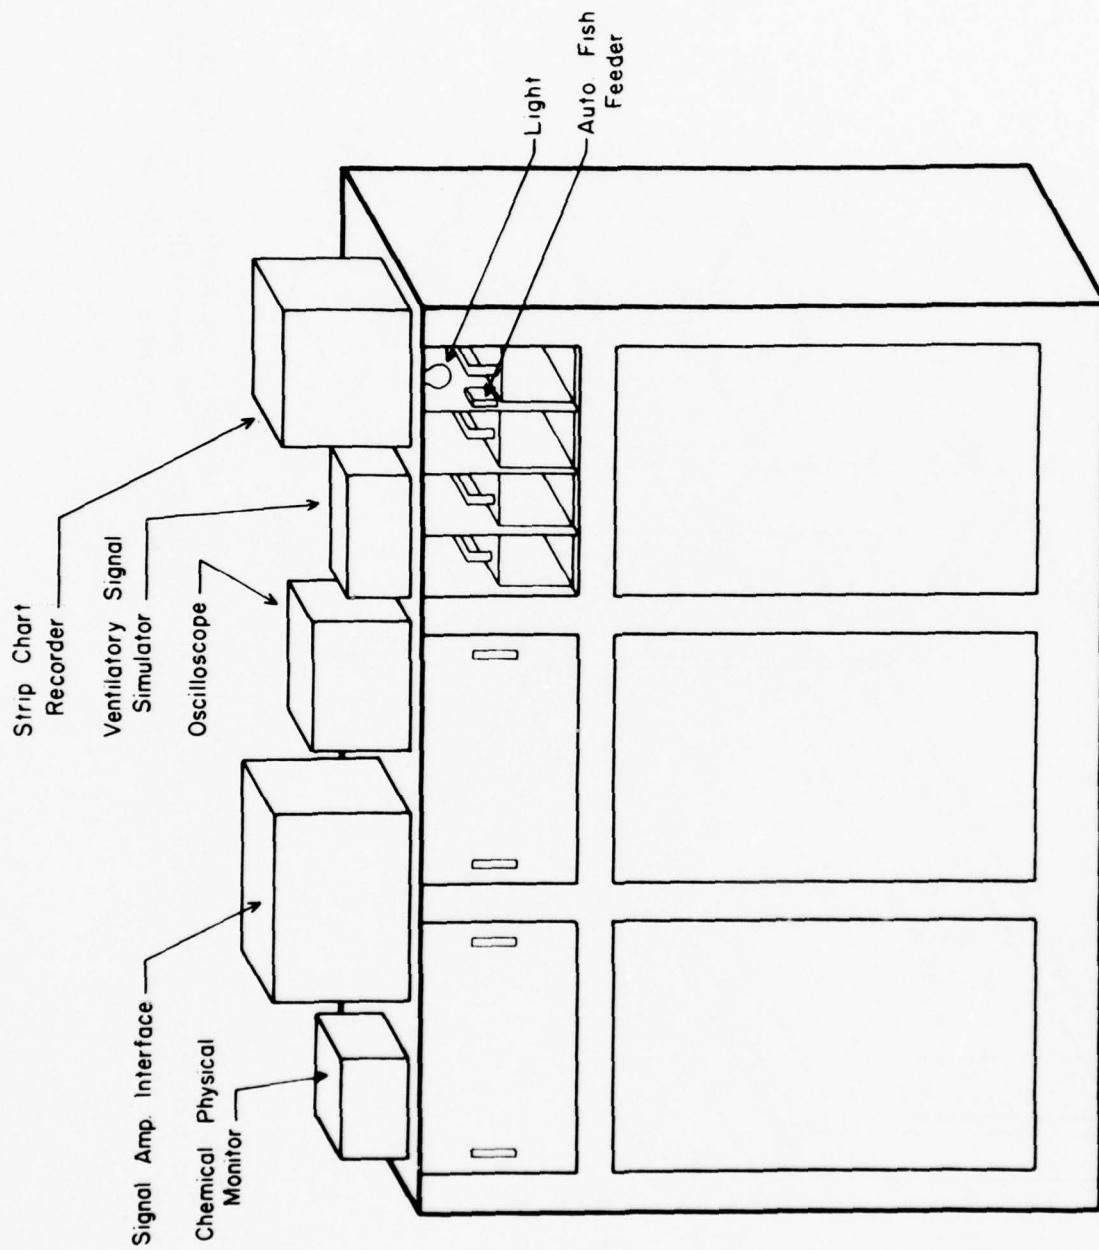 Strip Chart
Recorder
Ventilatory Signal
Simulator
Oscilloscope
Signal Amp. Interface
Chemical Physical
Monitor
Light
Auto Fish
Feeder